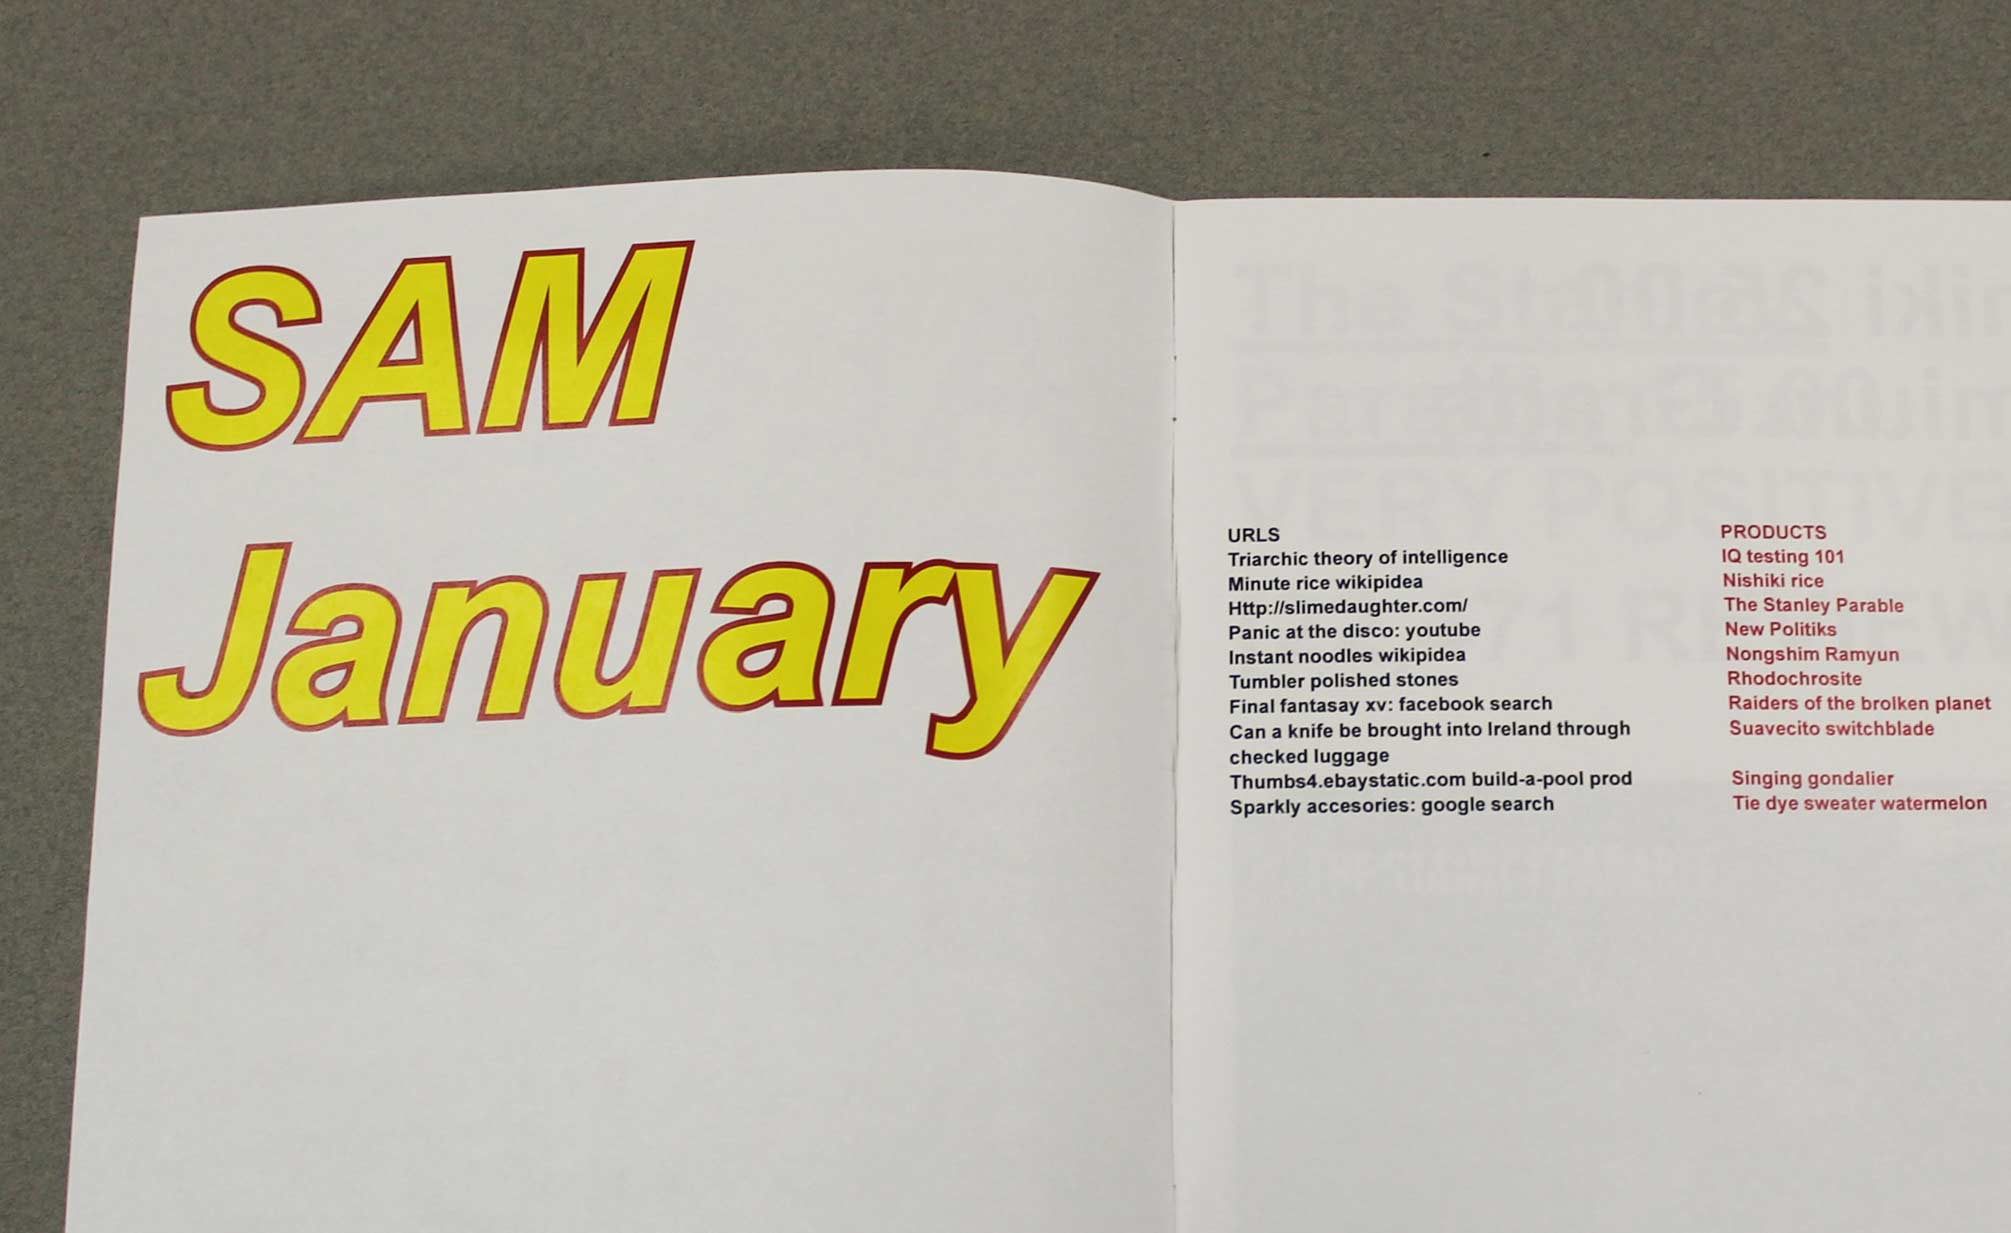 SAM
January
URLS
Triarchic theory of intelligence
Minute rice wikipidea
Http://slimedaughter.com/
Panic at the disco: youtube
Instant noodles wikipidea
Tumbler polished stones
Final fantasay xv: facebook search
Can a knife be brought into Ireland through
checked luggage
Thumbs4.ebaystatic.com build-a-pool prod
Sparkly accesories: google search
PRODUCTS
IQ testing 101
Nishiki rice
The Stanley Parable
New Politiks
Nongshim Ramyun
Rhodochrosite
Raiders of the brolken planet
Suavecito switchblade
Singing gondalier
Tie dye sweater watermelon
VERY POSITIVE